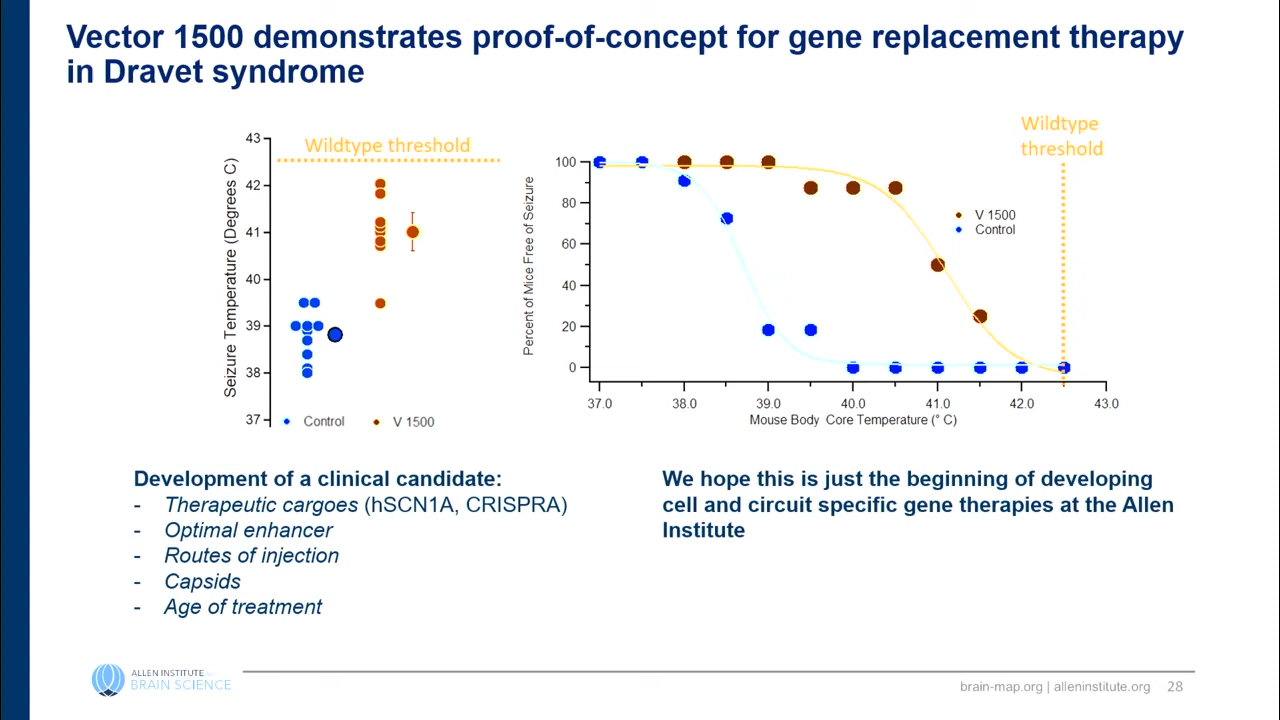 Vector 1500 demonstrates proof-of-concept for gene replacement therapy
in Dravet syndrome
Seizure Temperature (Degrees C)
43
42
41
40
39
38
37
Wildtype threshold
Control
V 1500
Percent of Mice Free of Seizure
100
80
60
40
20
0
Wildtype
threshold
V 1500
Control
37.0 38.0 39.0 40.0 41.0 42.0 43.0
Mouse Body Core Temperature (° C)
Development of a clinical candidate:
- Therapeutic cargoes (hSCN1A, CRISPRA)
- Optimal enhancer
- Routes of injection
- Capsids
- Age of treatment
We hope this is just the beginning of developing
cell and circuit specific gene therapies at the Allen
Institute
ALLEN INSTITUTE for
BRAIN SCIENCE
brain-map.org | alleninstitute.org 28